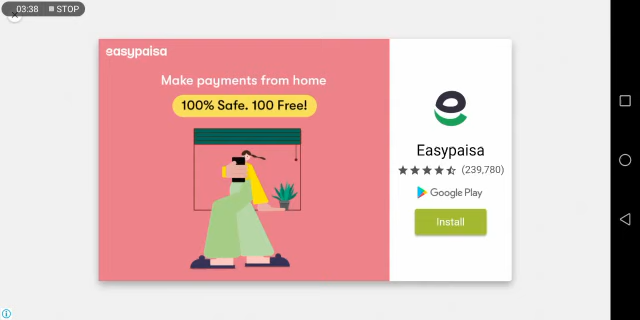 03:38 STOP
easypaisa
Make payments from home
100% Safe. 100 Free!
Easypaisa
(239,780)
Google Play
Install